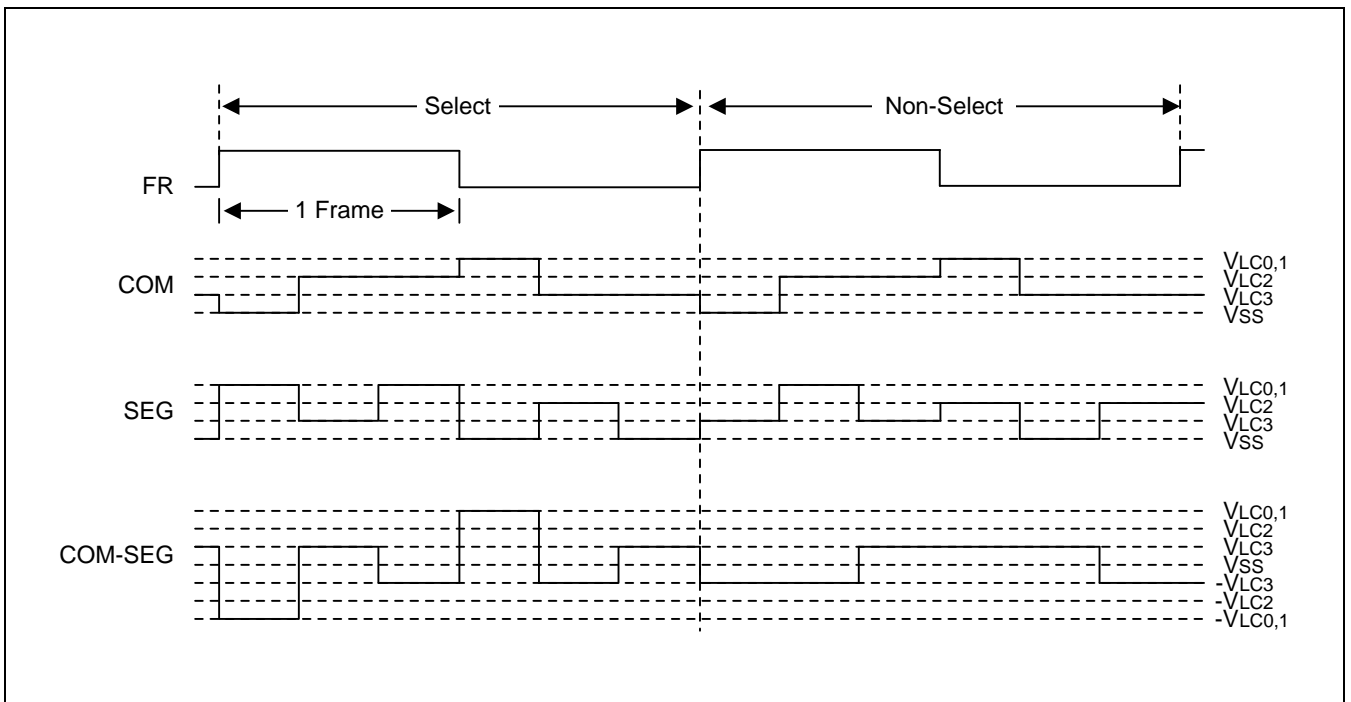 Select
Non-Select
FR
1 Frame
COM
VLC0,1
VLC2
VLC3
VSS
SEG
VLC0,1
VLC2
VLC3
VSS
COM-SEG
VLC0,1
VLC2
VLC3
VSS
-VLC3
-VLC2
-VLC0,1